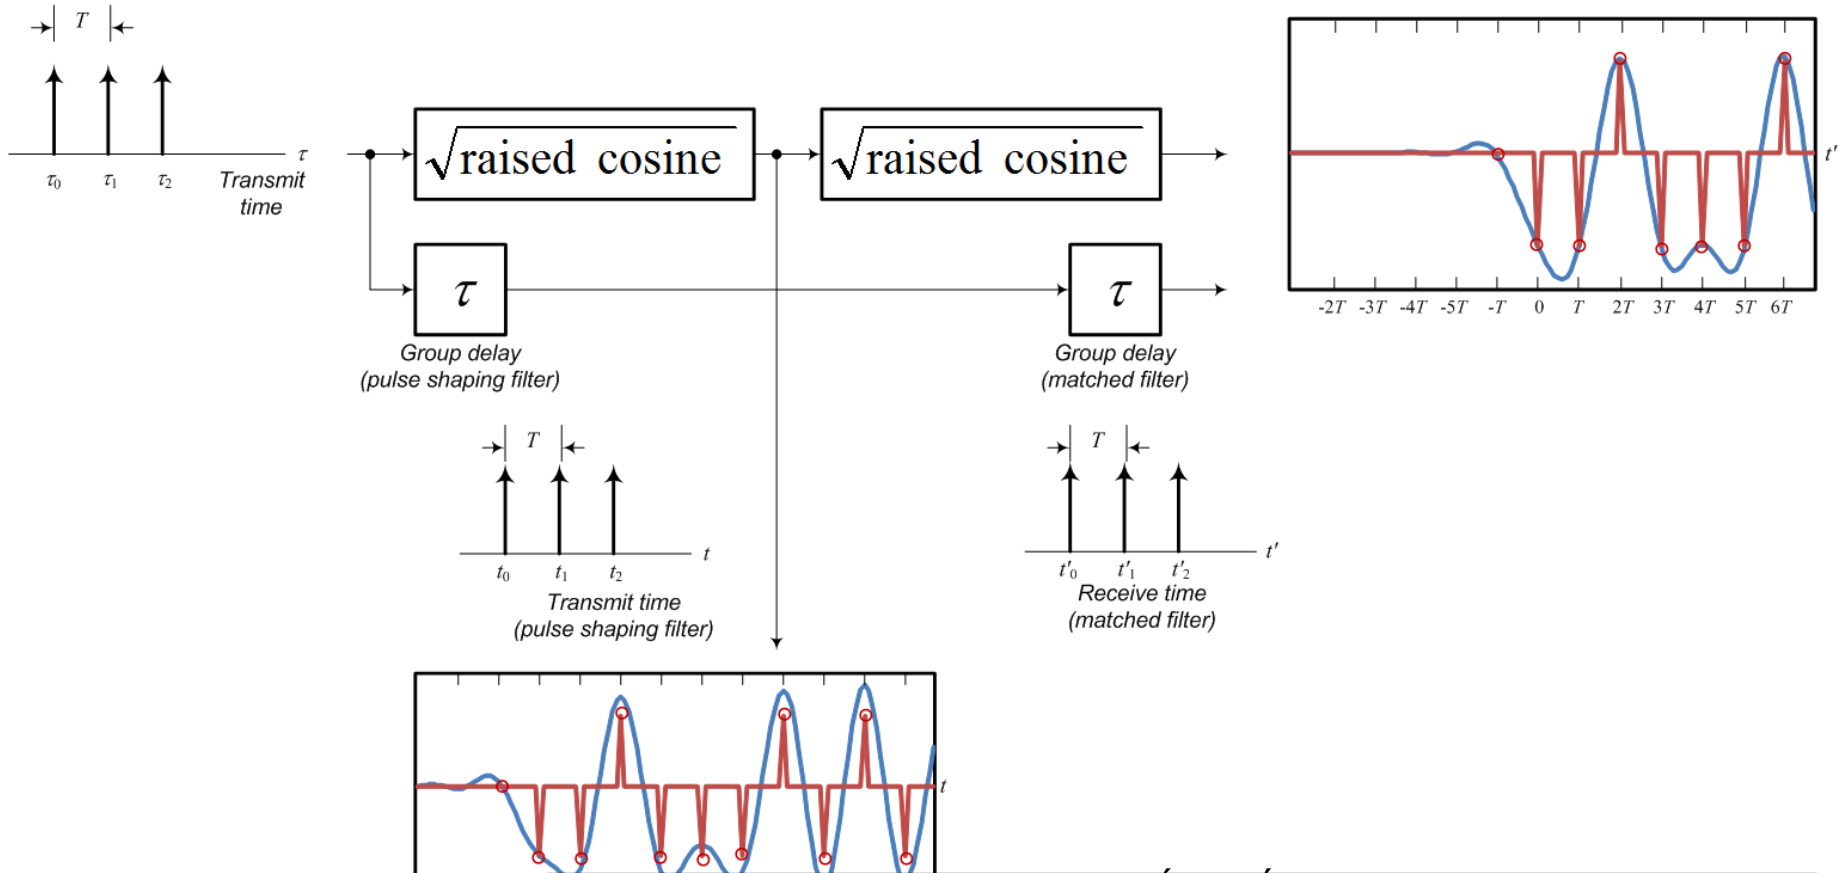 T
τ
τ0 τ1 τ2 Transmit
time
√raised cosine
√raised cosine
t'
-2T -3T -4T -5T -T 0 T 2T 3T 4T 5T 6T
τ
τ
Group delay
(pulse shaping filter)
Group delay
(matched filter)
T
t
t0 t1 t2
Transmit time
(pulse shaping filter)
T
t'
t'0 t'1 t'2
Receive time
(matched filter)
t